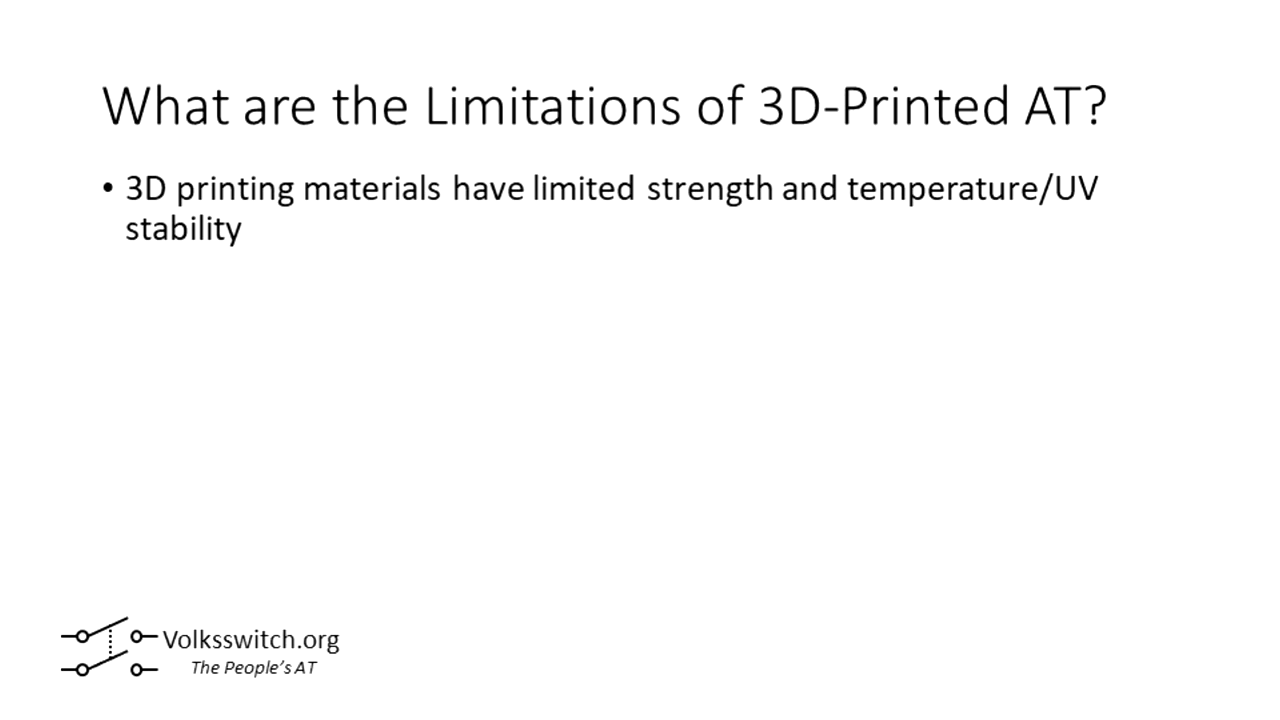 What are the Limitations of 3D-Printed AT?
• 3D printing materials have limited strength and temperature/UV
stability
Volksswitch.org
The People's AT